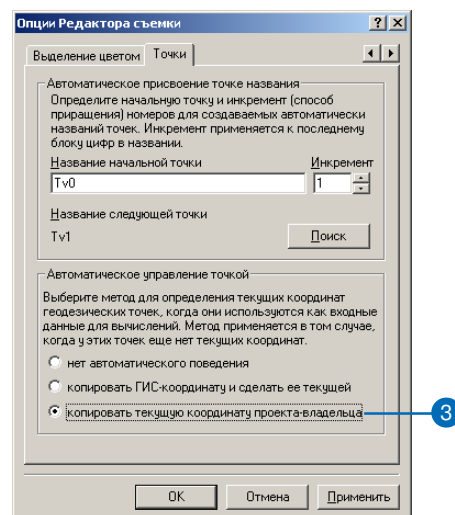 Опции Редактора съемки
Выделение цветом Точки
Автоматическое присвоение точке названия
Определите начальную точку и инкремент (способ
приращения) номеров для создаваемых автоматически
названий точек. Инкремент применяется к последнему
блоку цифр в названии.
Название начальной точки Инкремент
Tv0 1
Название следующей точки
Tv1 Поиск
Автоматическое управление точкой
Выберите метод для определения текущих координат
геодезических точек, когда они используются как входные
данные для вычислений. Метод применяется в том случае,
когда у этих точек еще нет текущих координат.
нет автоматического поведения
копировать ГИС-координату и сделать ее текущей
копировать текущую координату проекта-владельца 3
OK Отмена Применить